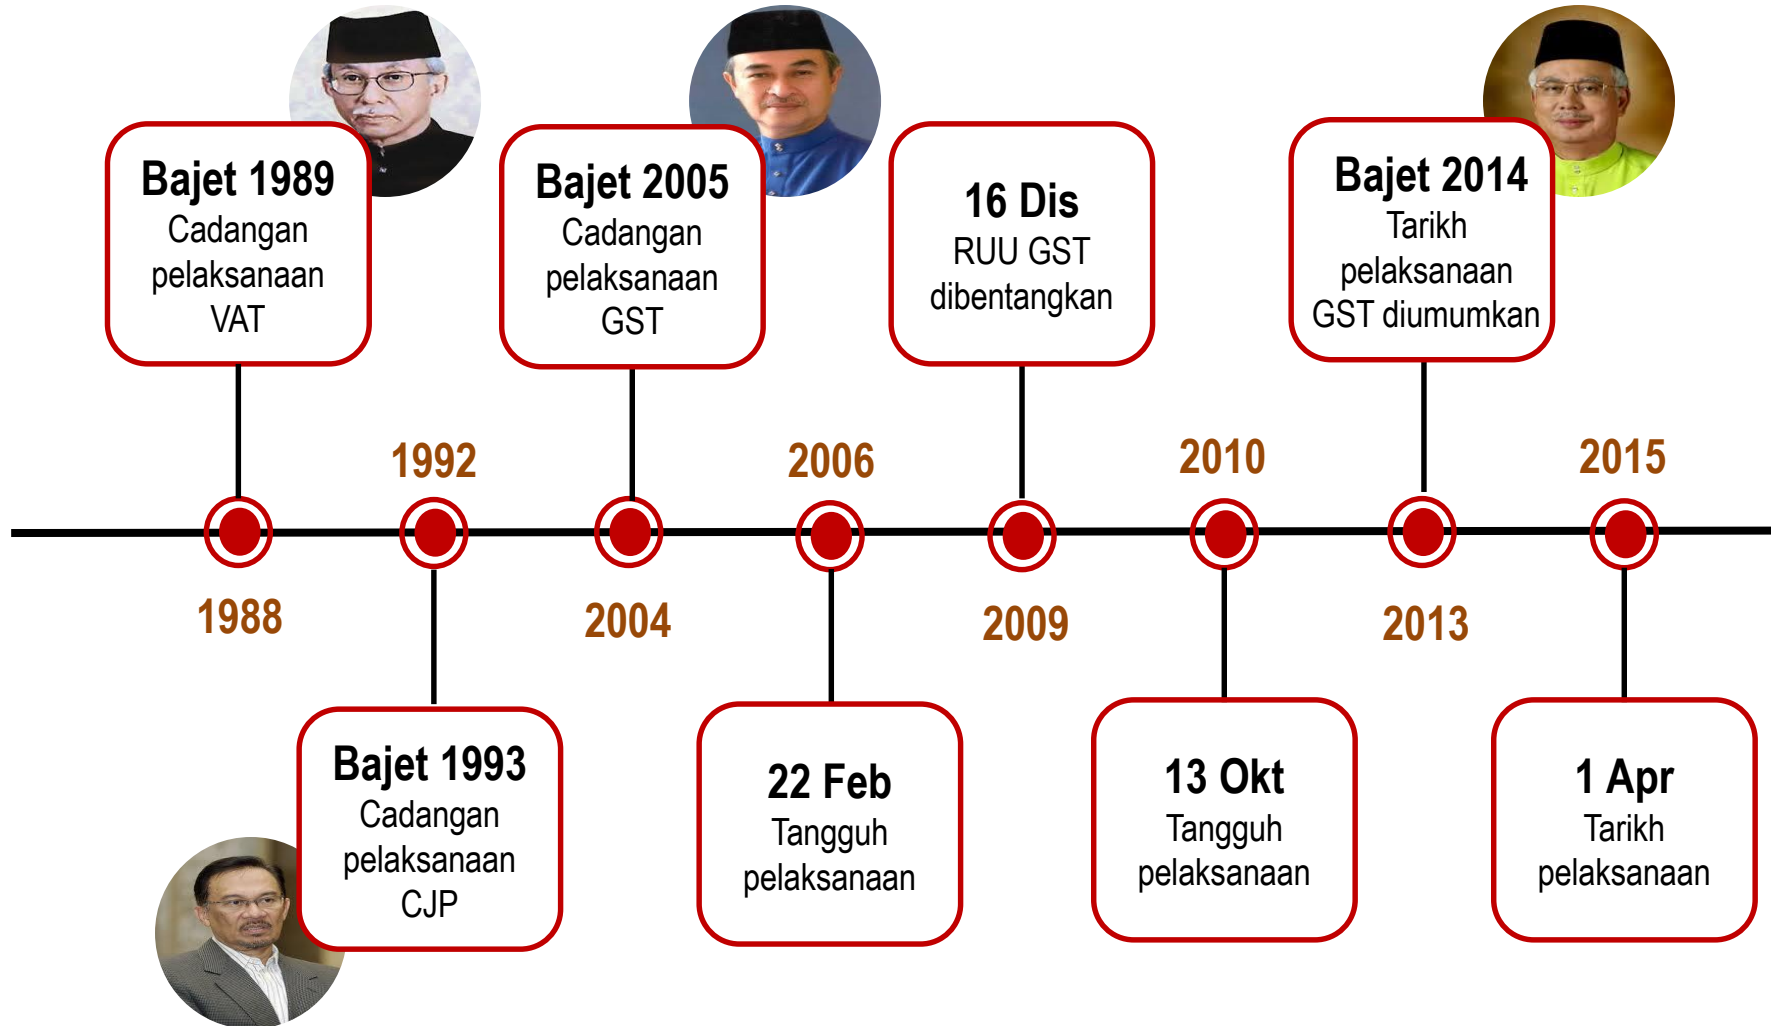 Bajet 1989
Cadangan
pelaksanaan
VAT
Bajet 2005
Cadangan
pelaksanaan
GST
16 Dis
RUU GST
dibentangkan
Bajet 2014
Tarikh
pelaksanaan
GST diumumkan
1992
2006
2010
2015
1988
2004
2009
2013
Bajet 1993
Cadangan
pelaksanaan
CJP
22 Feb
Tangguh
pelaksanaan
13 Okt
Tangguh
pelaksanaan
1 Apr
Tarikh
pelaksanaan